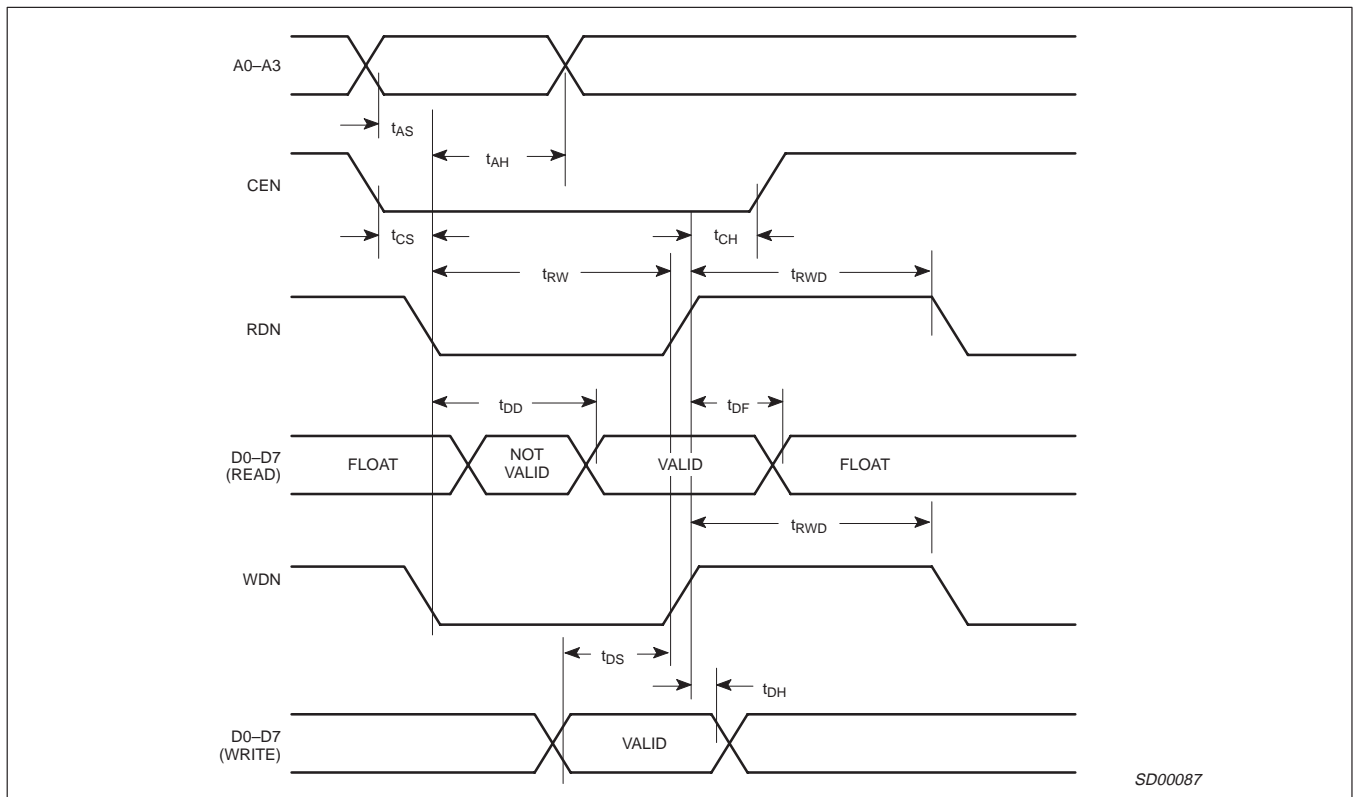 A0–A3
tAS
tAH
CEN
tCS
tCH
tRW
tRWD
RDN
tDD
tDF
D0–D7
(READ)
FLOAT
NOT
VALID
VALID
FLOAT
tRWD
WDN
tDS
tDH
D0–D7
(WRITE)
VALID
SD00087